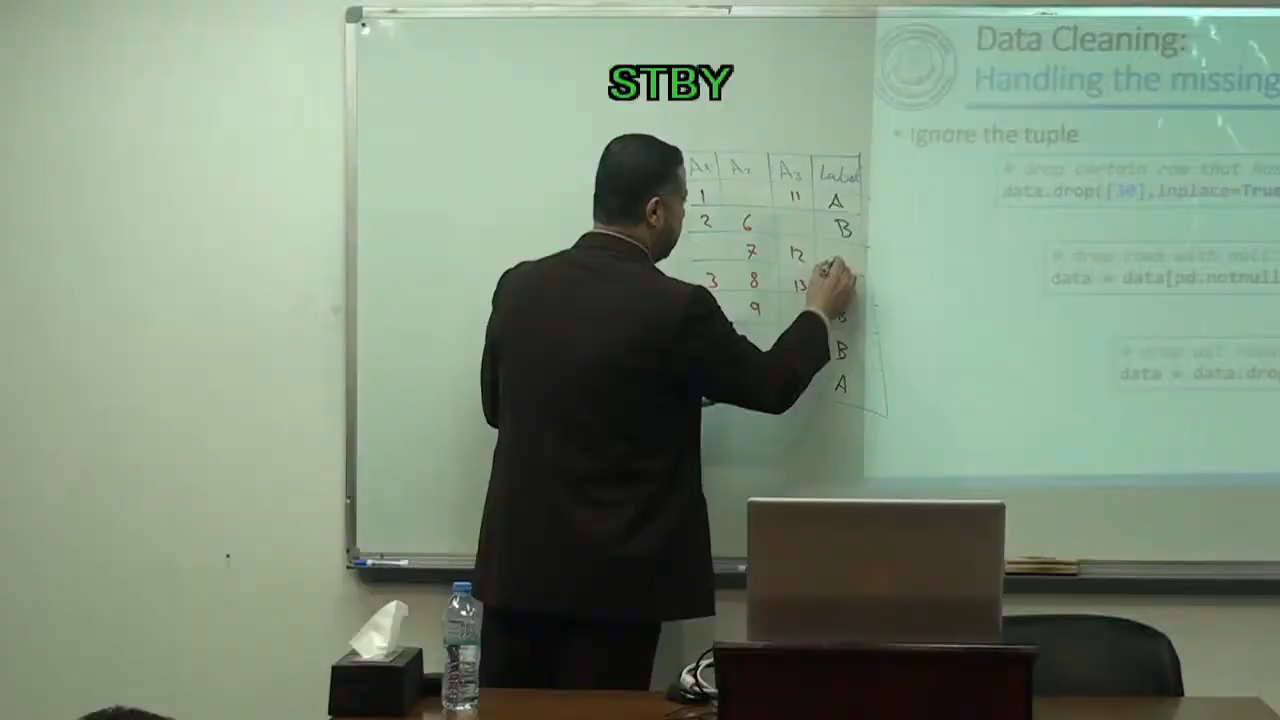 STBY
Data Cleaning:
Handling the missing
• Ignore the tuple
data.drop([30],inplace=True
data = data[pd.notnull
data = data.drop
A1 A2 A3 Label
1 11 A
2 6 B
7 12
3 8 13
9 B
B
A